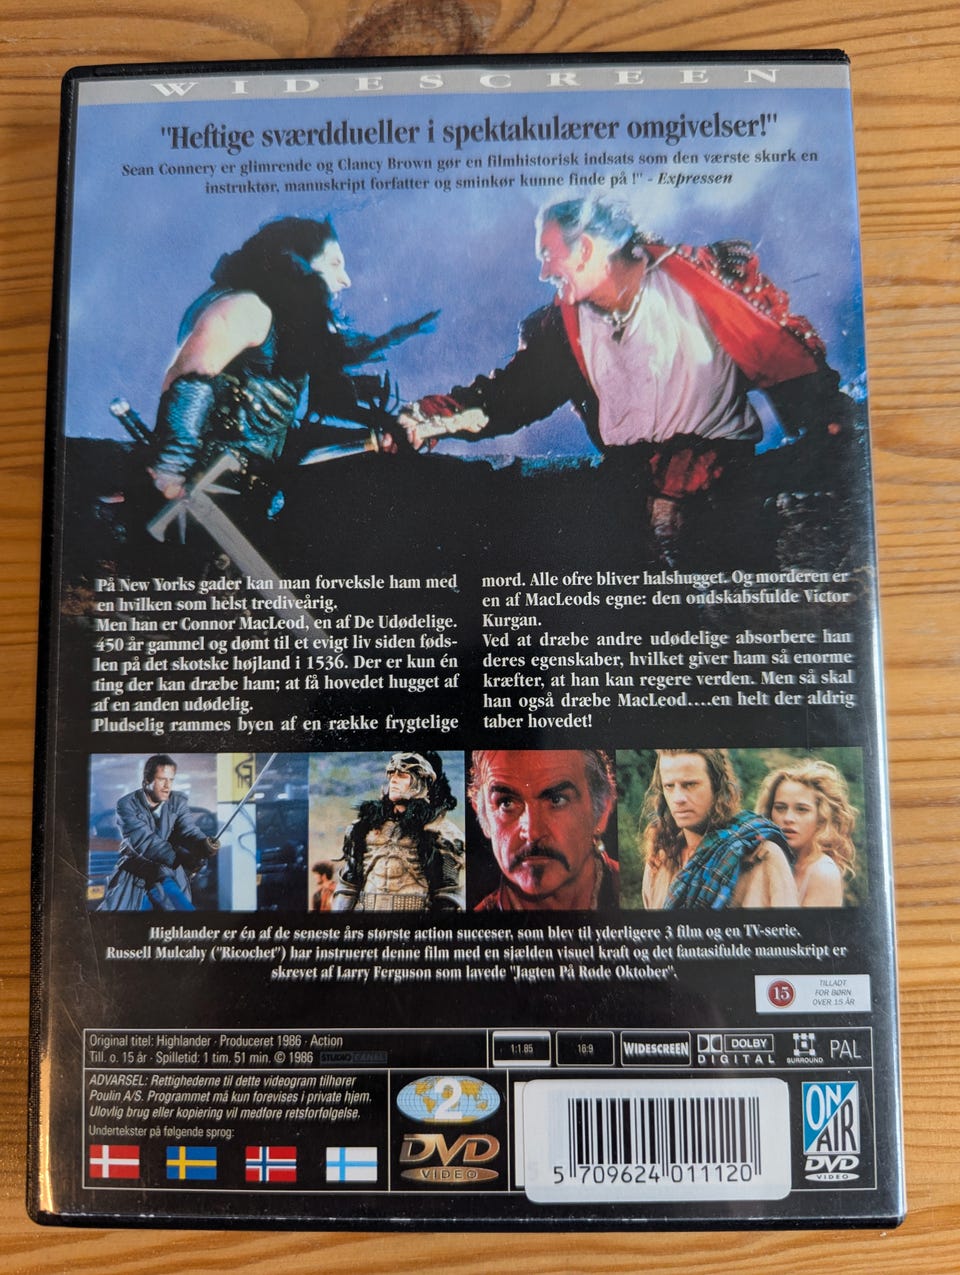 WIDESCREEN
"Heftige sværddueller i spektakulærer omgivelser!"
Sean Connery er glimrende og Clancy Brown gør en filmhistorisk indsats som den værste skurk en
instruktør, manuskript forfatter og sminkør kunne finde på !" - Expressen
På New Yorks gader kan man forveksle ham med
en hvilken som helst trediveårig.
Men han er Connor MacLeod, en af De Udødelige.
450 år gammel og dømt til et evigt liv siden føds-
len på det skotske højland i 1536. Der er kun én
ting der kan dræbe ham; at få hovedet hugget af
af en anden udødelig.
Pludselig rammes byen af en række frygtelige
mord. Alle ofre bliver halshugget. Og morderen er
en af MacLeods egne: den ondskabsfulde Victor
Kurgan.
Ved at dræbe andre udødelige absorbere han
deres egenskaber, hvilket giver ham så enorme
kræfter, at han kan regere verden. Men så skal
han også dræbe MacLeod....en helt der aldrig
taber hovedet!
Highlander er én af de seneste års største action succeser, som blev til yderligere 3 film og en TV-serie.
Russell Mulcahy ("Ricochet") har instrueret denne film med en sjælden visuel kraft og det fantasifulde manuskript er
skrevet af Larry Ferguson som lavede "Jagten På Røde Oktober".
15
TILLADT
FOR BØRN
OVER 15 ÅR
Original titel: Highlander · Produceret 1986 · Action
Till. o. 15 år · Spilletid: 1 tim. 51 min. © 1986 STUDIO CANAL
1:1.85
16:9
WIDESCREEN
DOLBY
DIGITAL
SURROUND
PAL
ADVARSEL: Rettighederne til dette videogram tilhører
Poulin A/S. Programmet må kun forevises i private hjem.
Ulovlig brug eller kopiering vil medføre retsforfølgelse.
Undertekster på følgende sprog:
2
DVD
VIDEO
5 709624 011120
ON
AIR
DVD
VIDEO